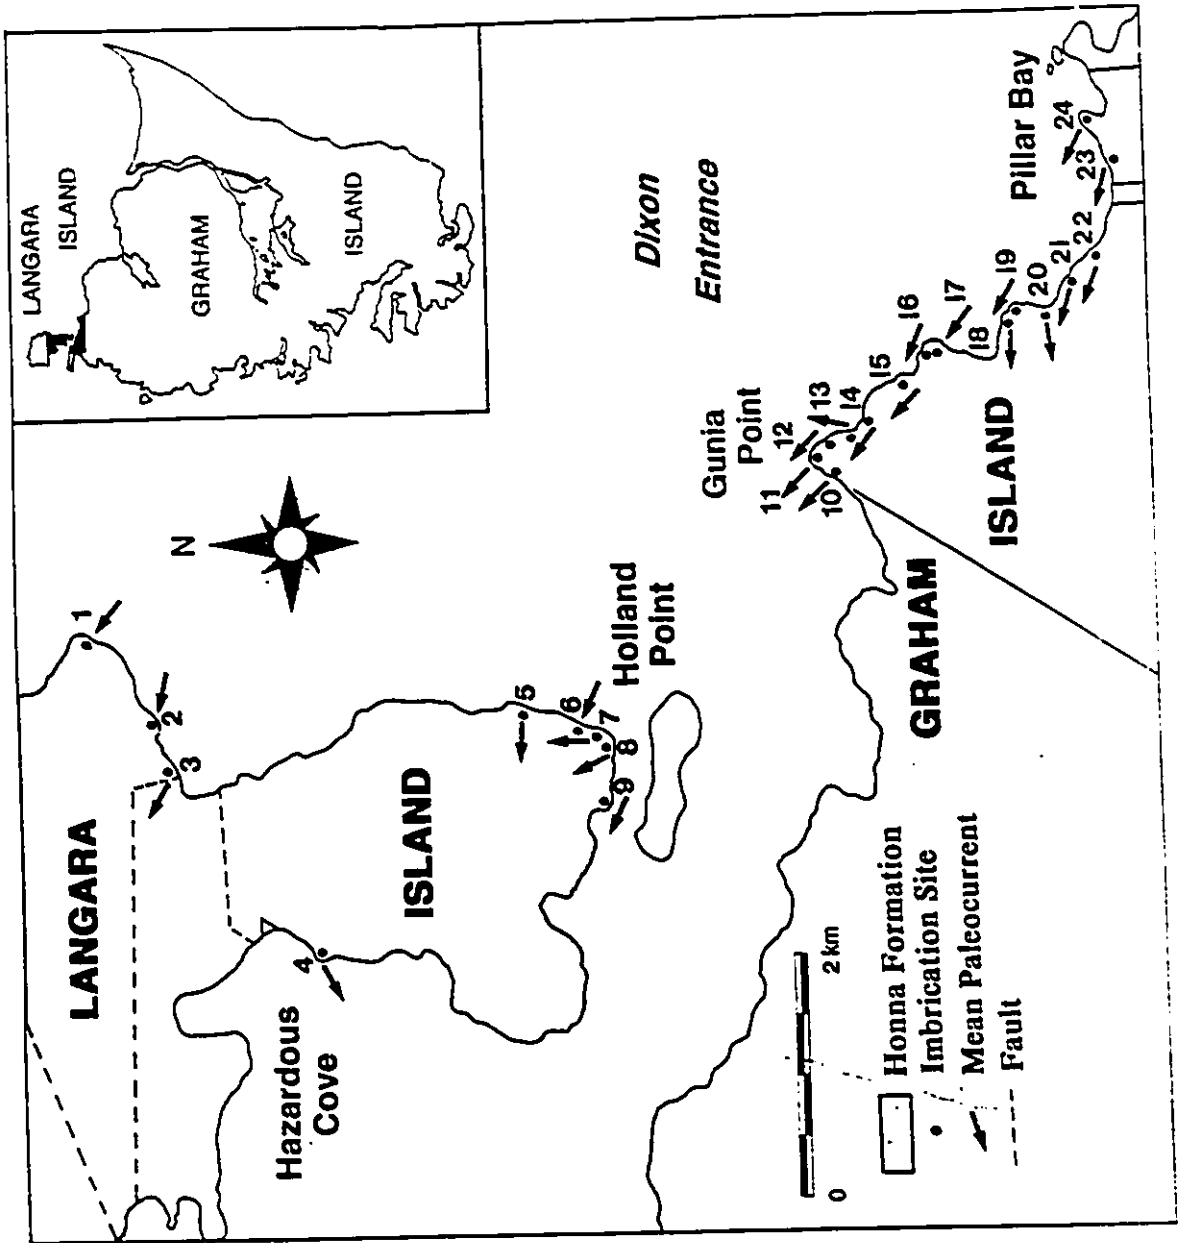 LANGARA
ISLAND
GRAHAM
ISLAND
N
LANGARA
ISLAND
1
2
3
4
5
6
7
8
9
Hazardous
Cove
Holland
Point
Dixon
Entrance
Gunia
Point
10
11
12
13
14
15
16
17
18
19
20
21
22
23
24
Pillar Bay
GRAHAM
ISLAND
0
2 km
Honna Formation
Imbrication Site
Mean Paleocurrent
Fault